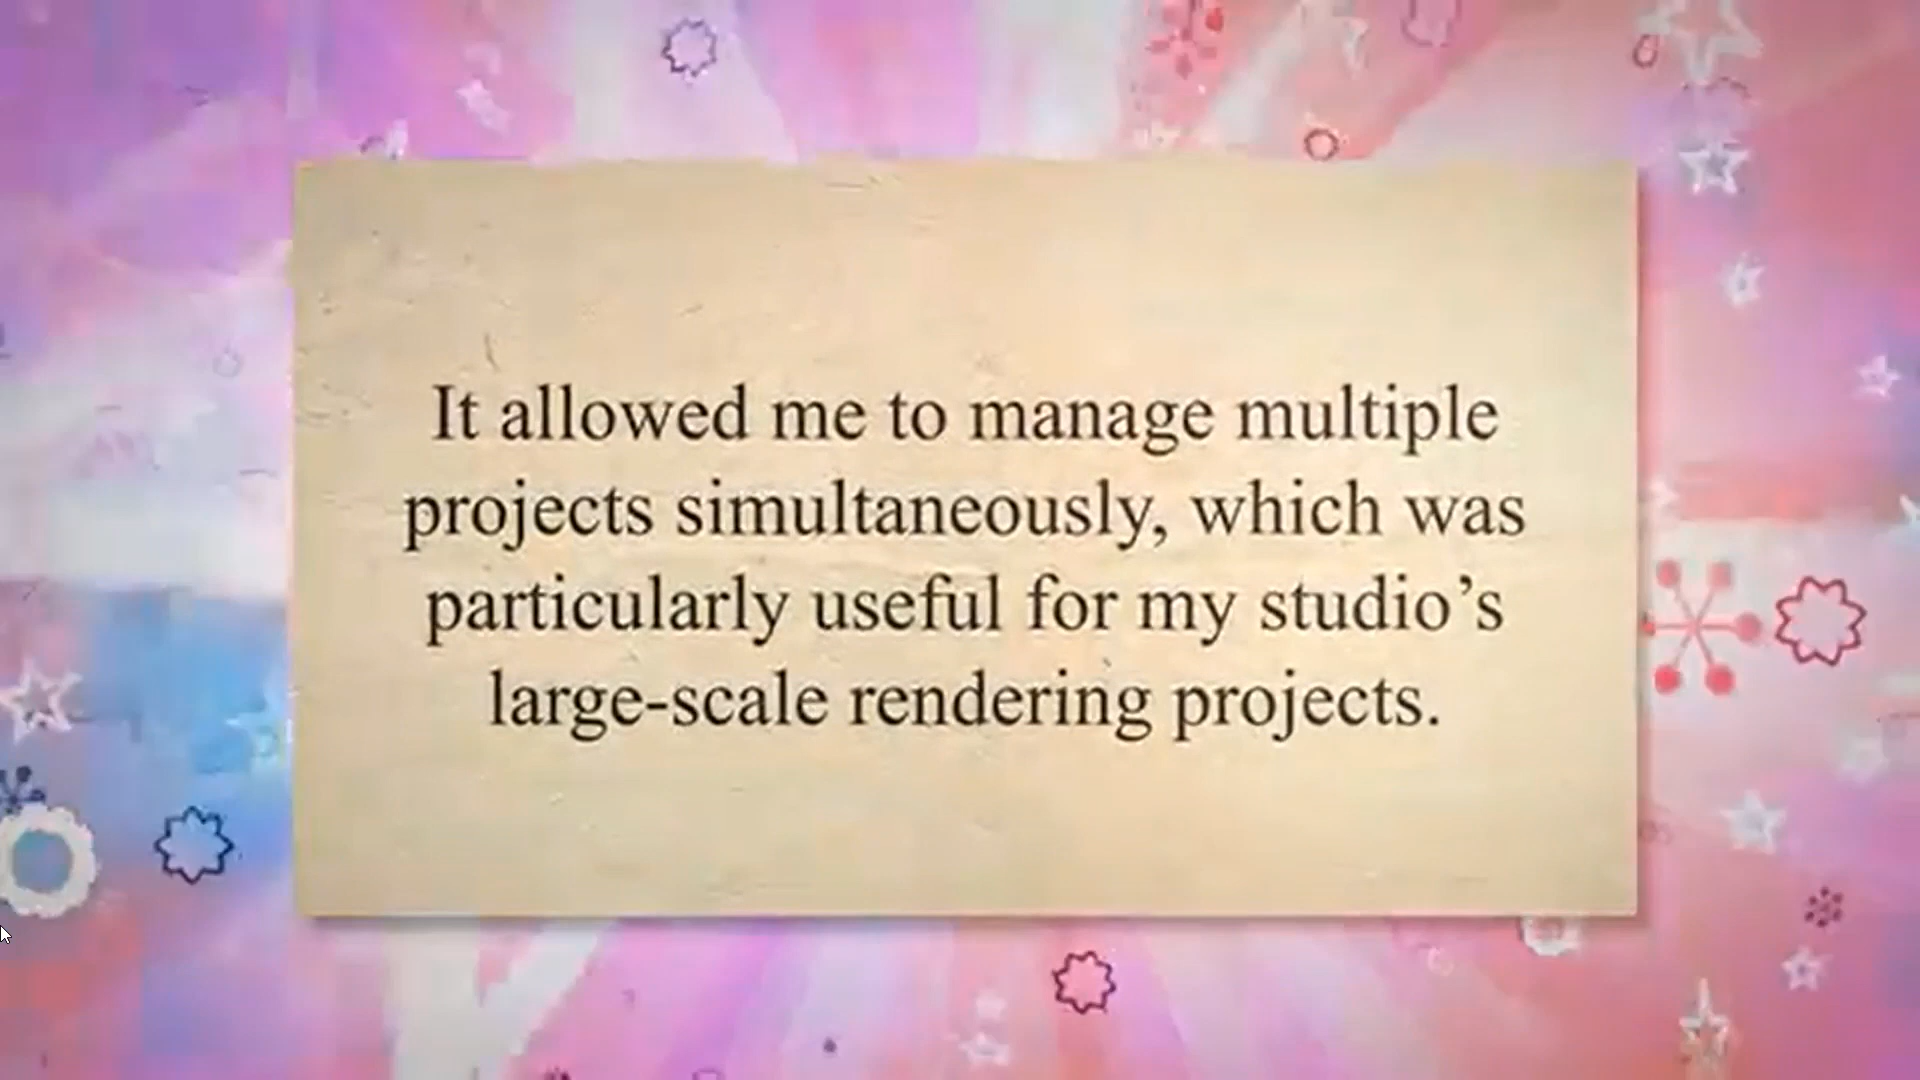 It allowed me to manage multiple
projects simultaneously, which was
particularly useful for my studio’s
large-scale rendering projects.